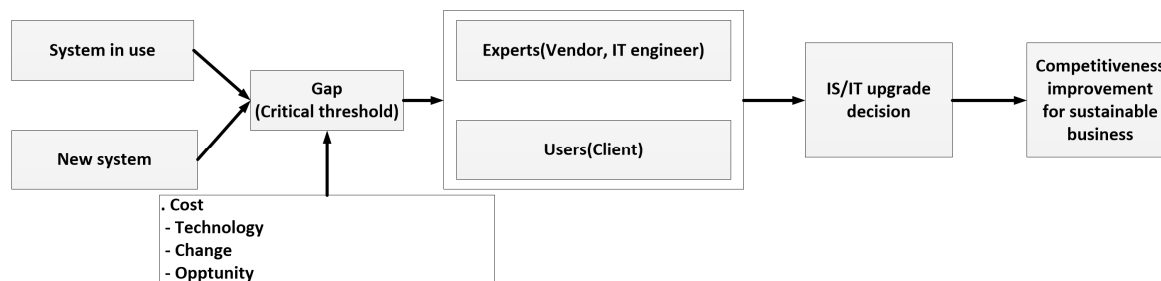 System in use
New system
Gap
(Critical threshold)
. Cost
- Technology
- Change
- Opptunity
Experts(Vendor, IT engineer)
Users(Client)
IS/IT upgrade
decision
Competitiveness
improvement
for sustainable
business